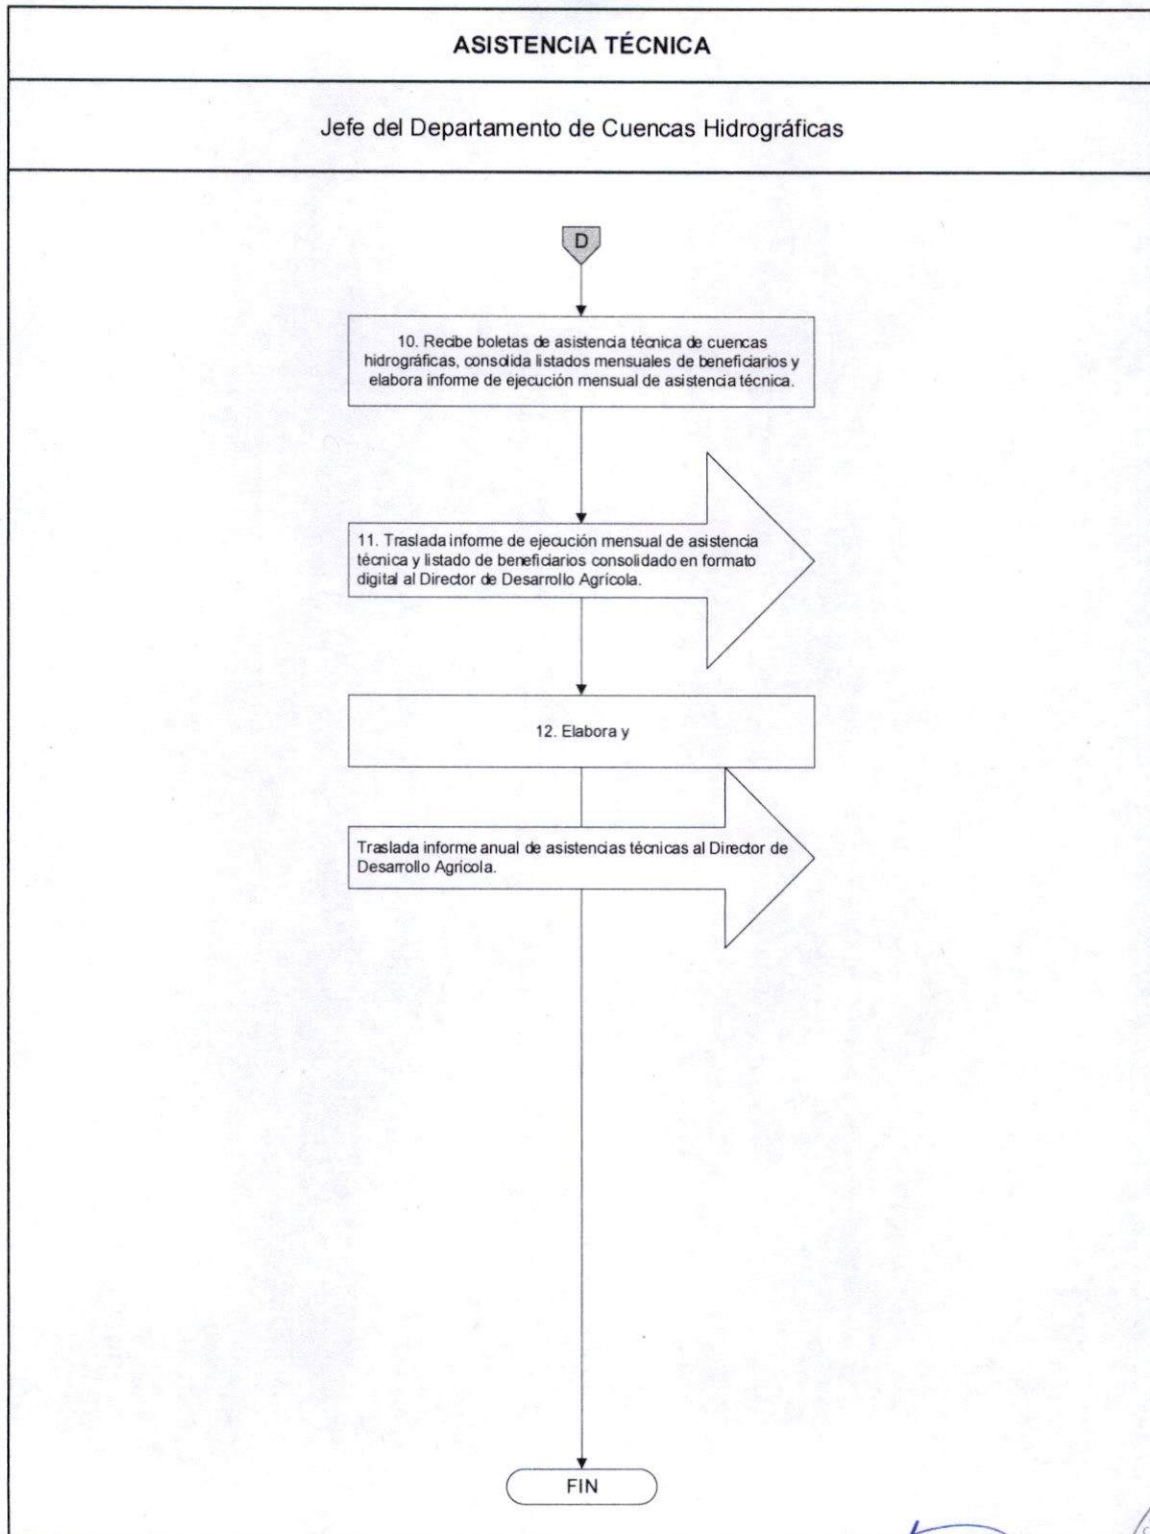 ASISTENCIA TÉCNICA
Jefe del Departamento de Cuencas Hidrográficas
D
10. Recibe boletas de asistencia técnica de cuencas
hidrográficas, consolida listados mensuales de beneficiarios y
elabora informe de ejecución mensual de asistencia técnica.
11. Traslada informe de ejecución mensual de asistencia
técnica y listado de beneficiarios consolidado en formato
digital al Director de Desarrollo Agrícola.
12. Elabora y
Traslada informe anual de asistencias técnicas al Director de
Desarrollo Agrícola.
FIN